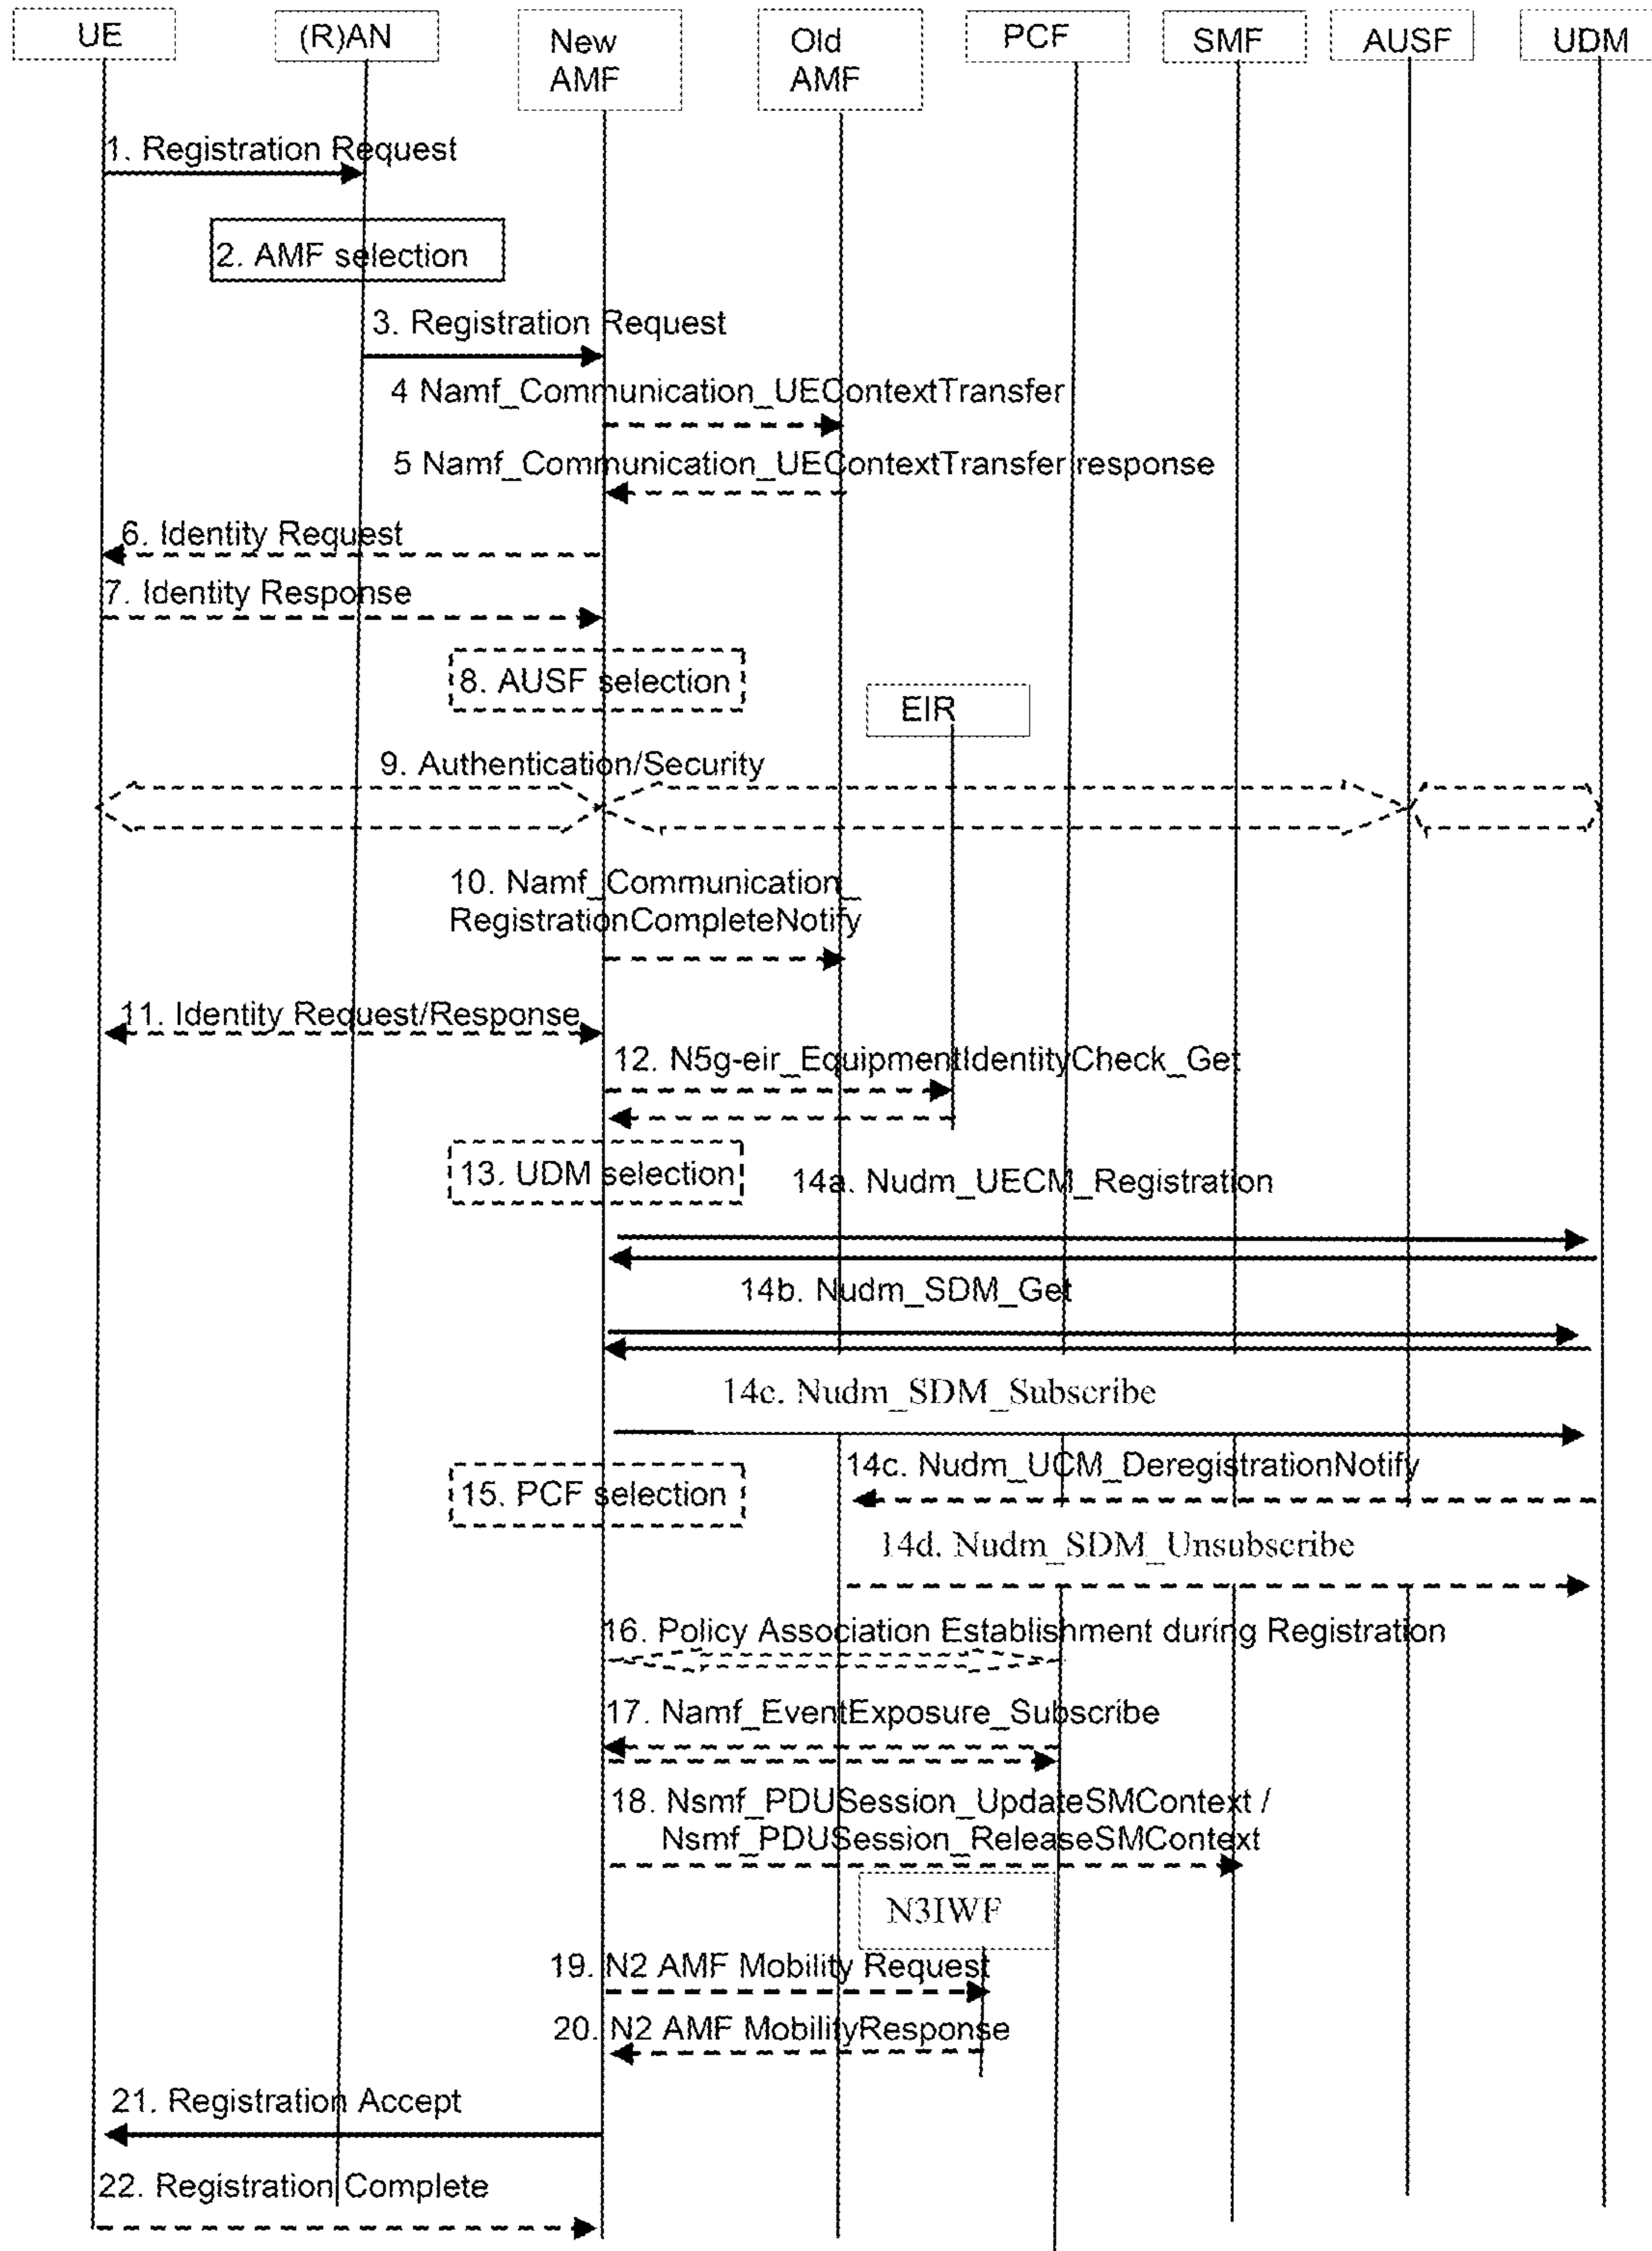 UE
(R)AN
New
AMF
Old
AMF
PCF
SMF
AUSF
UDM
1. Registration Request
2. AMF selection
3. Registration Request
4 Namf_Communication_UEContextTransfer
5 Namf_Communication_UEContextTransfer response
6. Identity Request
7. Identity Response
8. AUSF selection
EIR
9. Authentication/Security
10. Namf_Communication_
RegistrationCompleteNotify
11. Identity Request/Response
12. N5g-eir_EquipmentIdentityCheck_Get
13. UDM selection
14a. Nudm_UECM_Registration
14b. Nudm_SDM_Get
14c. Nudm_SDM_Subscribe
14c. Nudm_UCM_DeregistrationNotify
15. PCF selection
14d. Nudm_SDM_Unsubscribe
16. Policy Association Establishment during Registration
17. Namf_EventExposure_Subscribe
18. Nsmf_PDUSession_UpdateSMContext /
Nsmf_PDUSession_ReleaseSMContext
N3IWF
19. N2 AMF Mobility Request
20. N2 AMF MobilityResponse
21. Registration Accept
22. Registration Complete